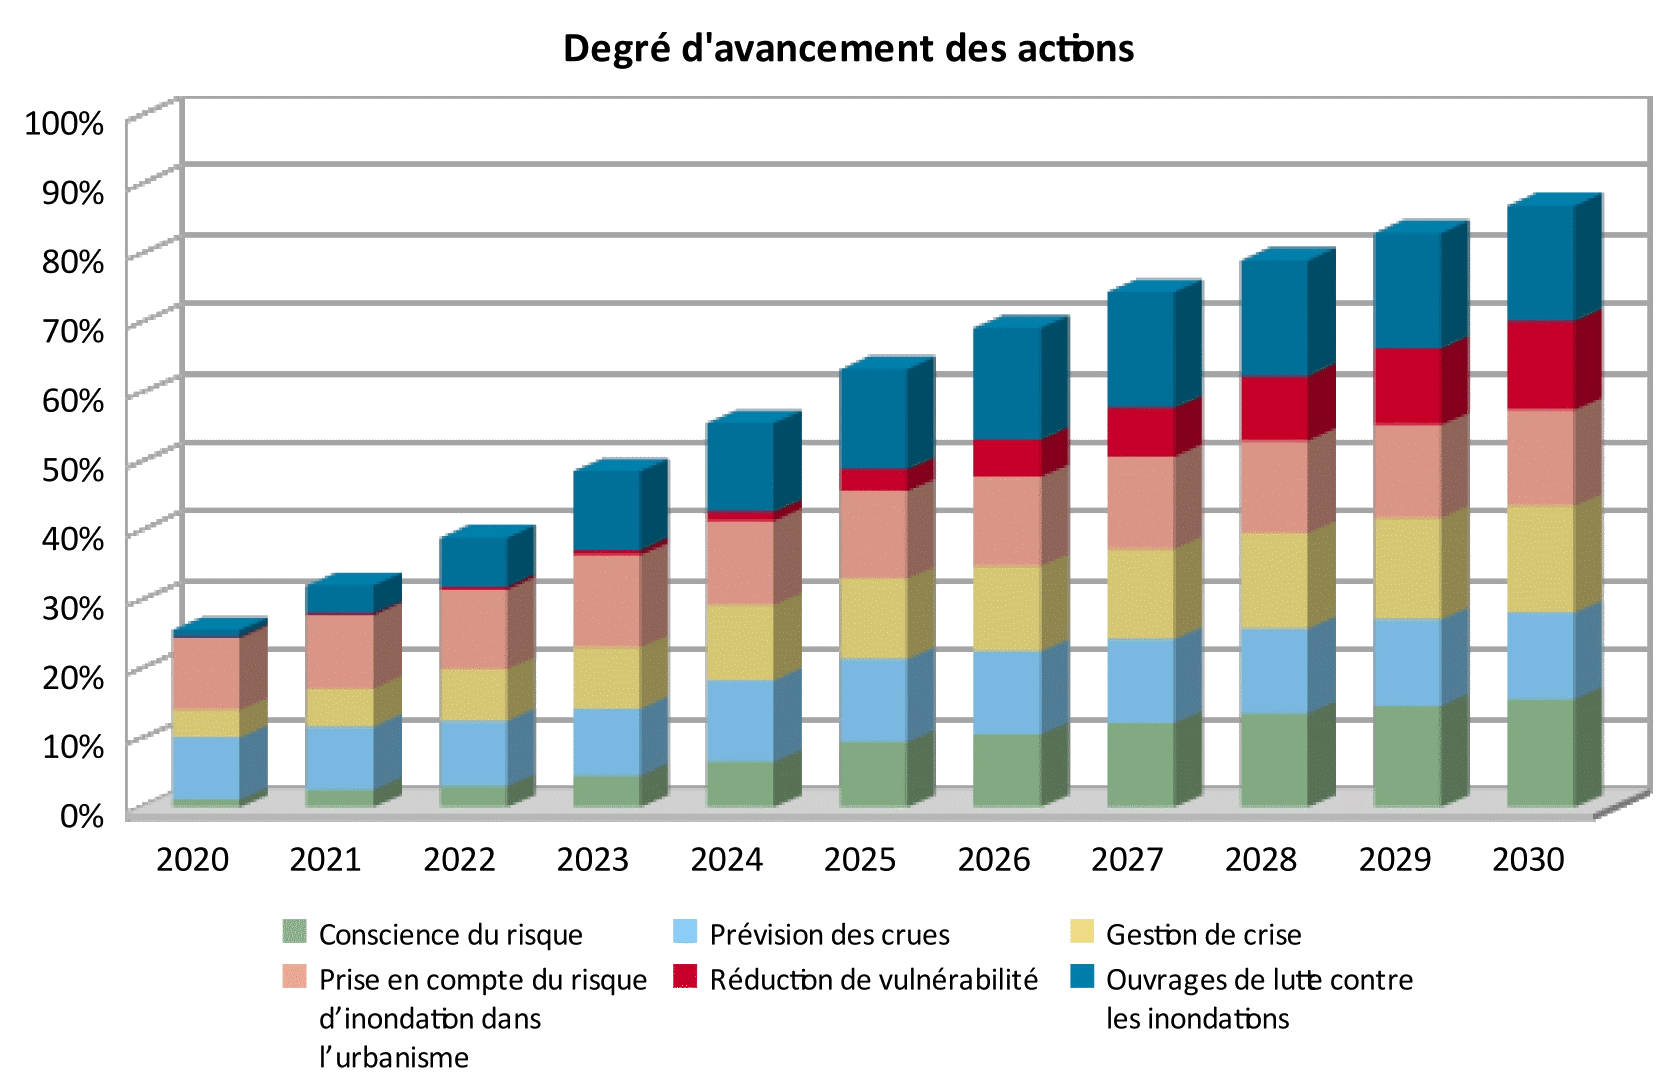 Degré d'avancement des actions
100%
90%
80%
70%
60%
50%
40%
30%
20%
10%
0%
2020 2021 2022 2023 2024 2025 2026 2027 2028 2029 2030
Conscience du risque Prévision des crues Gestion de crise
Prise en compte du risque Réduction de vulnérabilité Ouvrages de lutte contre
d’inondation dans les inondations
l’urbanisme